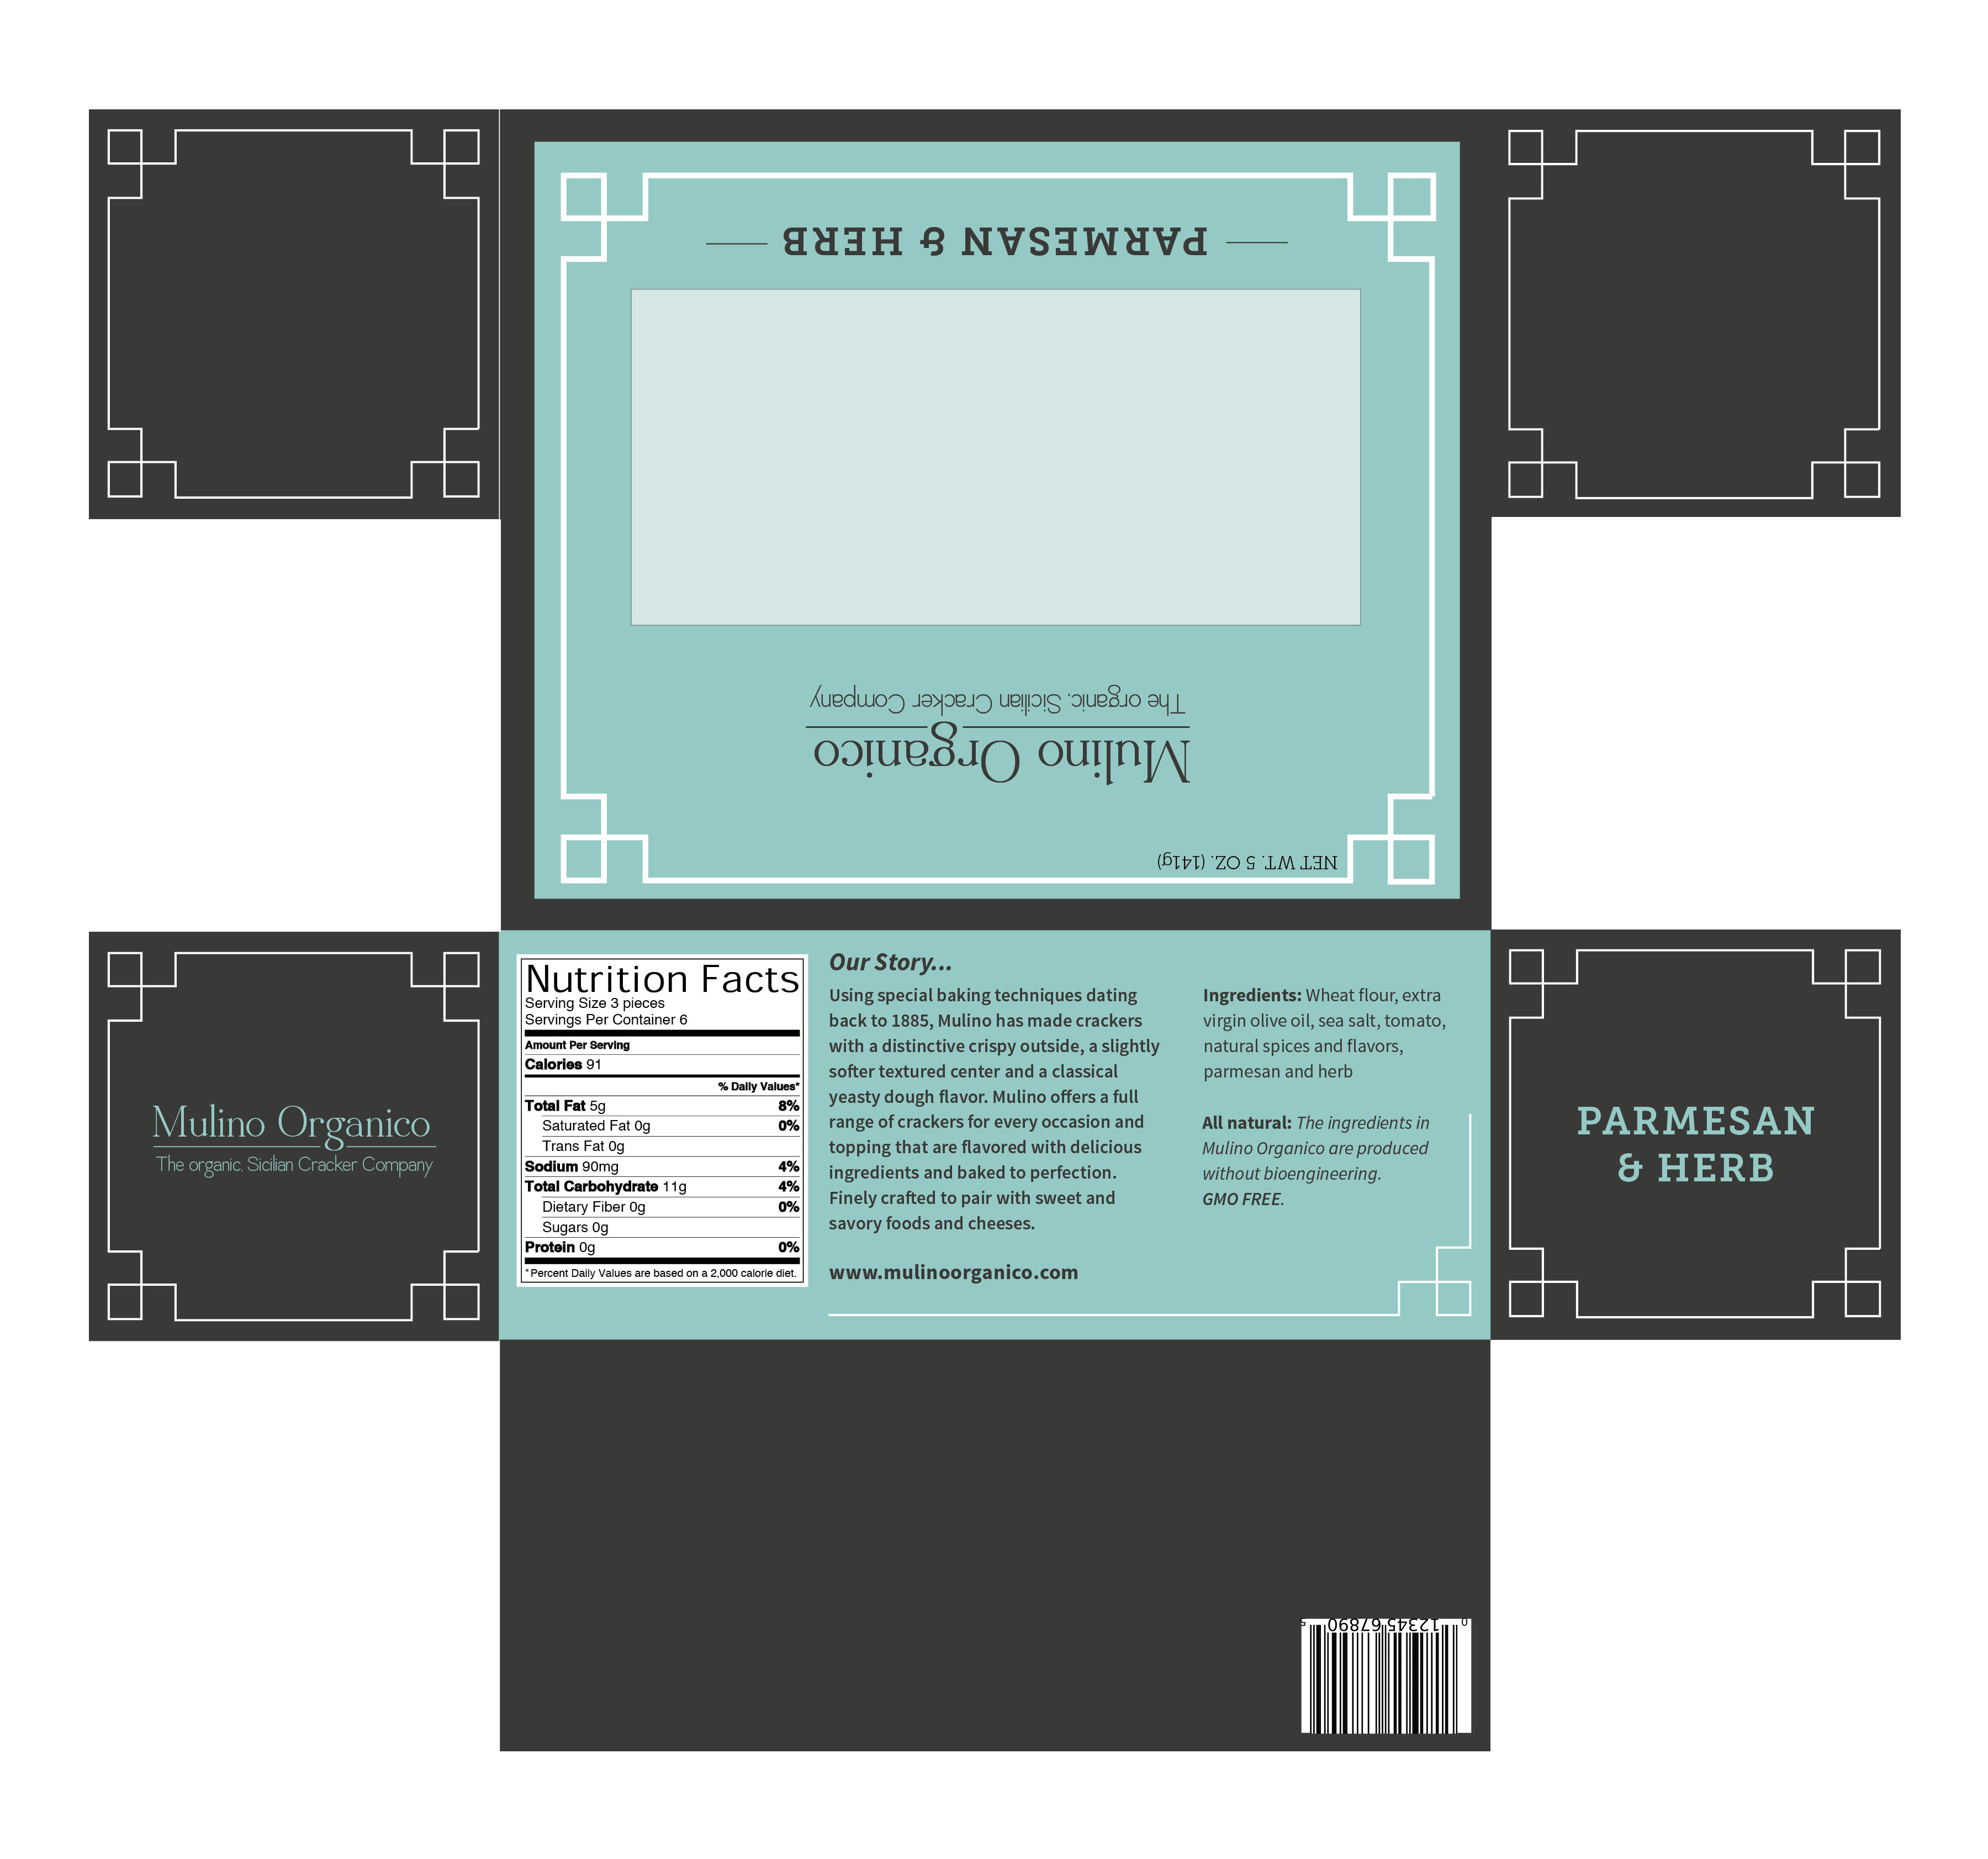 PARMESAN & HERB
Mulino Organico
The organic. Sicilian Cracker Company
NET WT. 5 OZ. (141g)
Mulino Organico
The organic. Sicilian Cracker Company
Nutrition Facts
Serving Size 3 pieces
Servings Per Container 6
Amount Per Serving
Calories 91
% Daily Values*
Total Fat 5g 8%
Saturated Fat 0g 0%
Trans Fat 0g
Sodium 90mg 4%
Total Carbohydrate 11g 4%
Dietary Fiber 0g 0%
Sugars 0g
Protein 0g 0%
*Percent Daily Values are based on a 2,000 calorie diet.
Our Story...
Using special baking techniques dating
back to 1885, Mulino has made crackers
with a distinctive crispy outside, a slightly
softer textured center and a classical
yeasty dough flavor. Mulino offers a full
range of crackers for every occasion and
topping that are flavored with delicious
ingredients and baked to perfection.
Finely crafted to pair with sweet and
savory foods and cheeses.
www.mulinoorganico.com
Ingredients: Wheat flour, extra
virgin olive oil, sea salt, tomato,
natural spices and flavors,
parmesan and herb
All natural: The ingredients in
Mulino Organico are produced
without bioengineering.
GMO FREE.
PARMESAN
& HERB
0 12345 67890 5